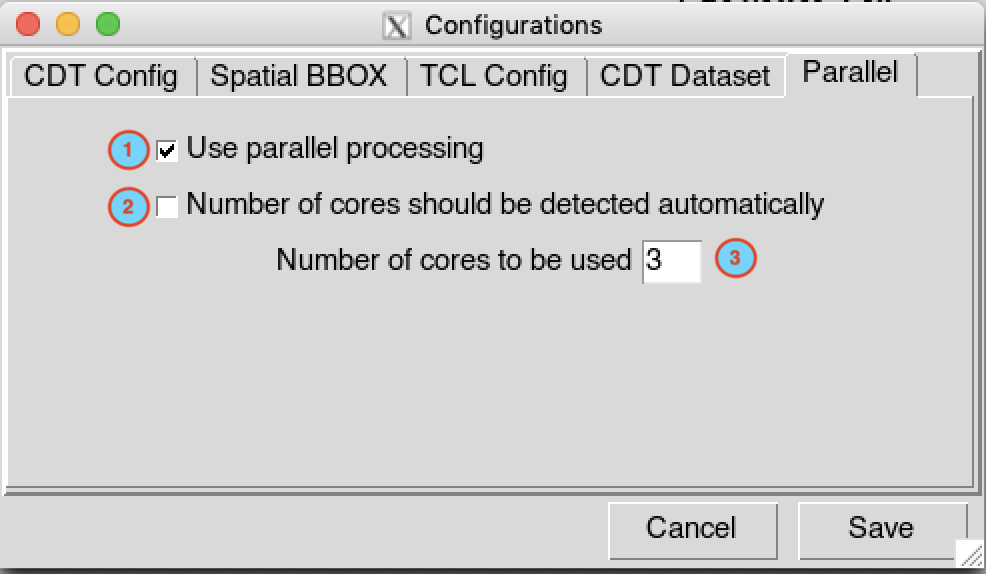 Configurations
CDT Config Spatial BBOX TCL Config CDT Dataset Parallel
1 Use parallel processing
2 Number of cores should be detected automatically
Number of cores to be used 3 3
Cancel Save